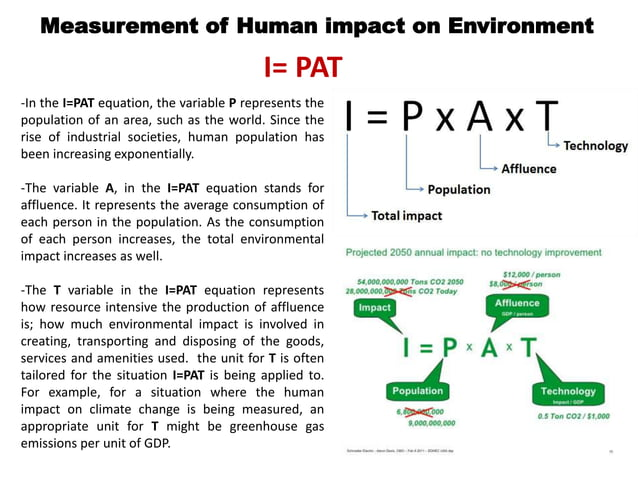 Measurement of Human impact on Environment
I= PAT
-In the I=PAT equation, the variable P represents the
population of an area, such as the world. Since the
rise of industrial societies, human population has
been increasing exponentially.
-The variable A, in the I=PAT equation stands for
affluence. It represents the average consumption of
each person in the population. As the consumption
of each person increases, the total environmental
impact increases as well.
-The T variable in the I=PAT equation represents
how resource intensive the production of affluence
is; how much environmental impact is involved in
creating, transporting and disposing of the goods,
services and amenities used.  the unit for T is often
tailored for the situation I=PAT is being applied to.
For example, for a situation where the human
impact on climate change is being measured, an
appropriate unit for T might be greenhouse gas
emissions per unit of GDP.
I = P x A x T
Technology
Affluence
Population
Total impact
Projected 2050 annual impact: no technology improvement
54,000,000,000 Tons CO2 2050
28,000,000,000 Tons CO2 Today
$12,000 / person
$8,000 / person
Impact
Affluence
GDP / person
I = P x A x T
Population
Technology
Impact / GDP
9,000,000,000
0.5 Ton CO2 / $1,000